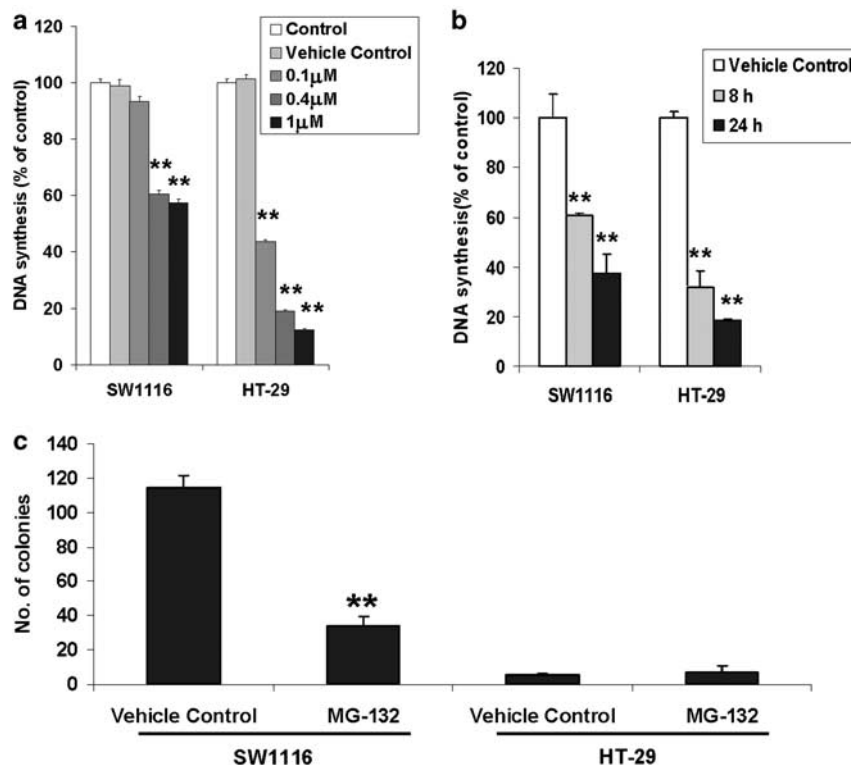 a
120
100
80
60
40
20
0
DNA synthesis (% of control)
Control
Vehicle Control
0.1μM
0.4μM
1μM
**
**
**
**
**
SW1116
HT-29
b
120
100
80
60
40
20
0
DNA synthesis(% of control)
Vehicle Control
8 h
24 h
**
**
**
**
SW1116
HT-29
c
140
120
100
80
60
40
20
0
No. of colonies
**
Vehicle Control
MG-132
Vehicle Control
MG-132
SW1116
HT-29